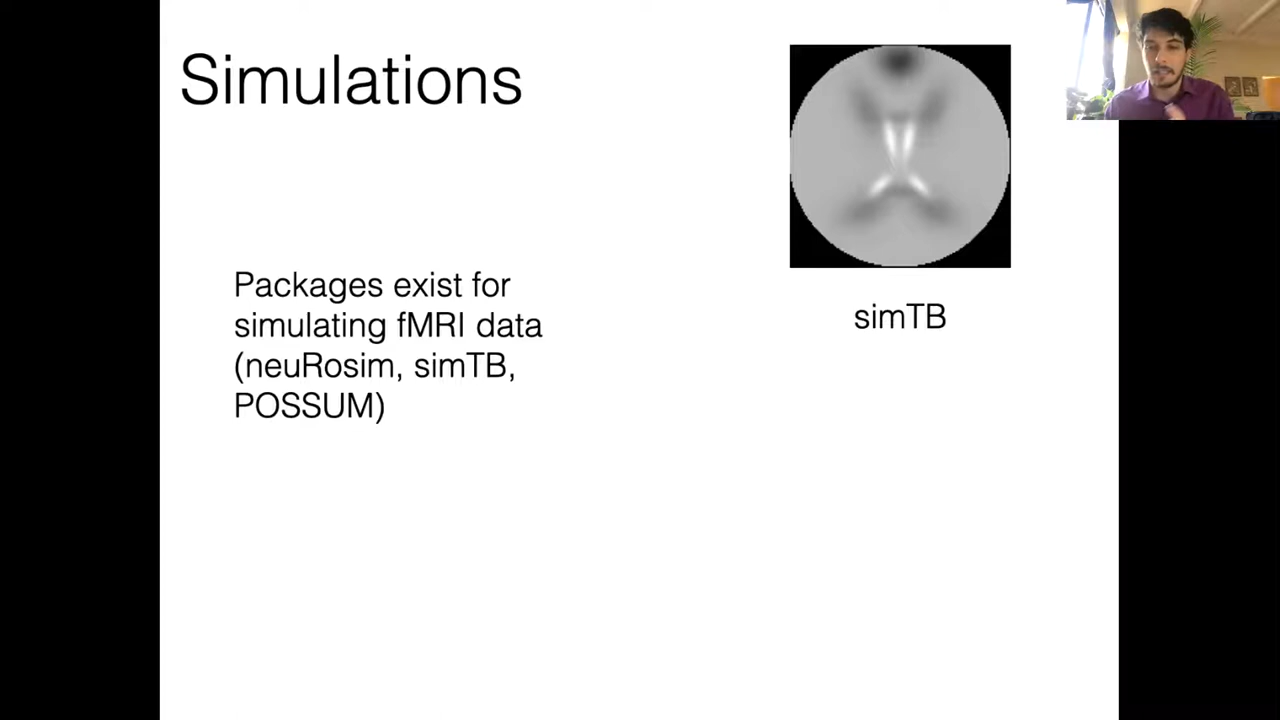 Simulations
Packages exist for
simulating fMRI data
(neuRosim, simTB,
POSSUM)
simTB